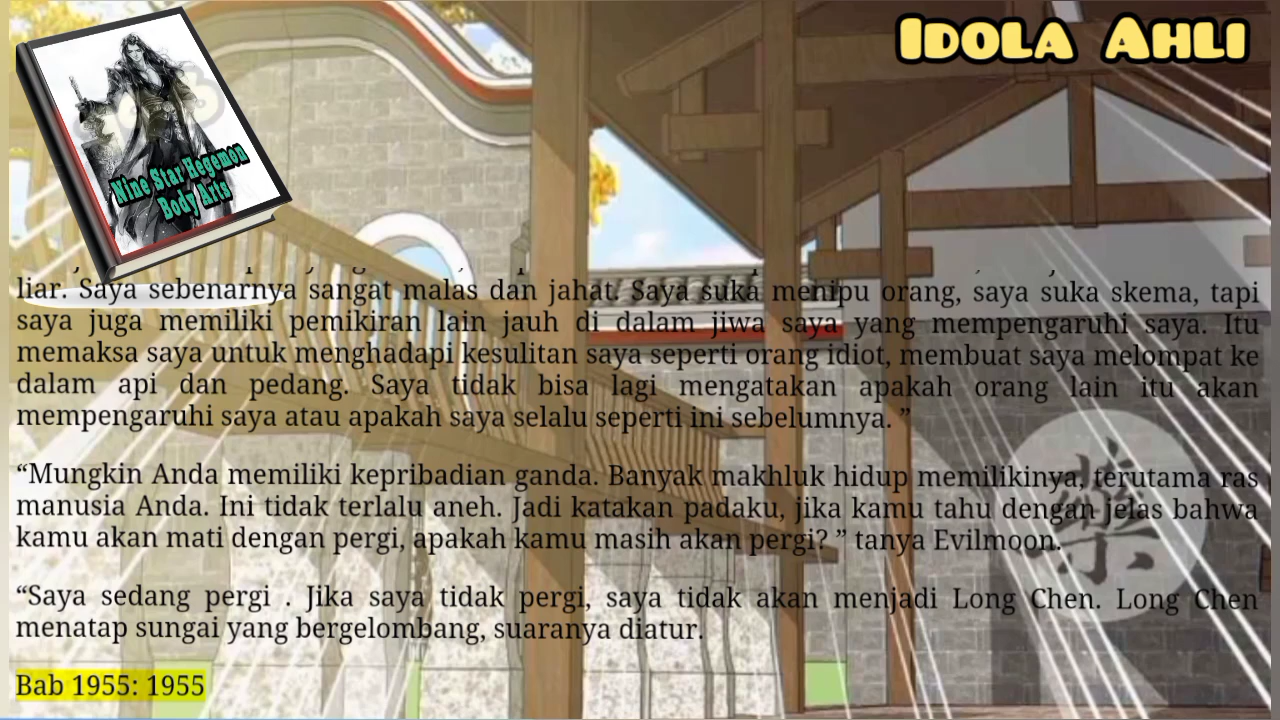 Idola Ahli
Nine Star Hegemon
Body Arts
liar. Saya sebenarnya sangat malas dan jahat. Saya suka menipu orang, saya suka skema, tapi
saya juga memiliki pemikiran lain jauh di dalam jiwa saya yang mempengaruhi saya. Itu
memaksa saya untuk menghadapi kesulitan saya seperti orang idiot, membuat saya melompat ke
dalam api dan pedang. Saya tidak bisa lagi mengatakan apakah orang lain itu akan
mempengaruhi saya atau apakah saya selalu seperti ini sebelumnya. ”
“Mungkin Anda memiliki kepribadian ganda. Banyak makhluk hidup memilikinya, terutama ras
manusia Anda. Ini tidak terlalu aneh. Jadi katakan padaku, jika kamu tahu dengan jelas bahwa
kamu akan mati dengan pergi, apakah kamu masih akan pergi? ” tanya Evilmoon.
“Saya sedang pergi . Jika saya tidak pergi, saya tidak akan menjadi Long Chen. Long Chen
menatap sungai yang bergelombang, suaranya diatur.
藥
Bab 1955: 1955